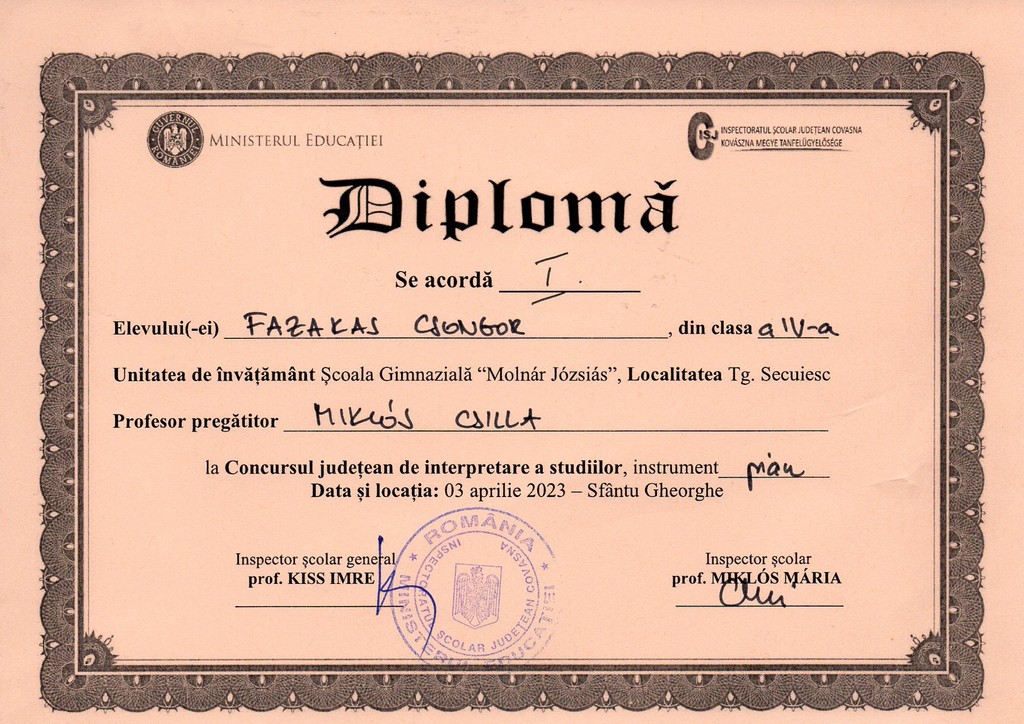 GUVERNUL ROMÂNIEI
MINISTERUL EDUCAȚIEI
CISJ
INSPECTORATUL ȘCOLAR JUDEȚEAN COVASNA
KOVÁSZNA MEGYE TANFELÜGYELŐSÉGE
Diplomă
Se acordă I.
Elevului(-ei) FAZAKAS CSONGOR, din clasa a IV-a
Unitatea de învățământ Școala Gimnazială “Molnár Józsiás”, Localitatea Tg. Secuiesc
Profesor pregătitor MIKLÓS CSILLA
la Concursul județean de interpretare a studiilor, instrument pian
Data și locația: 03 aprilie 2023 – Sfântu Gheorghe
Inspector școlar general
prof. KISS IMRE
Inspector școlar
prof. MIKLÓS MÁRIA
ROMÂNIA
MINISTERUL EDUCAȚIEI
INSPECTORATUL ȘCOLAR JUDEȚEAN COVASNA